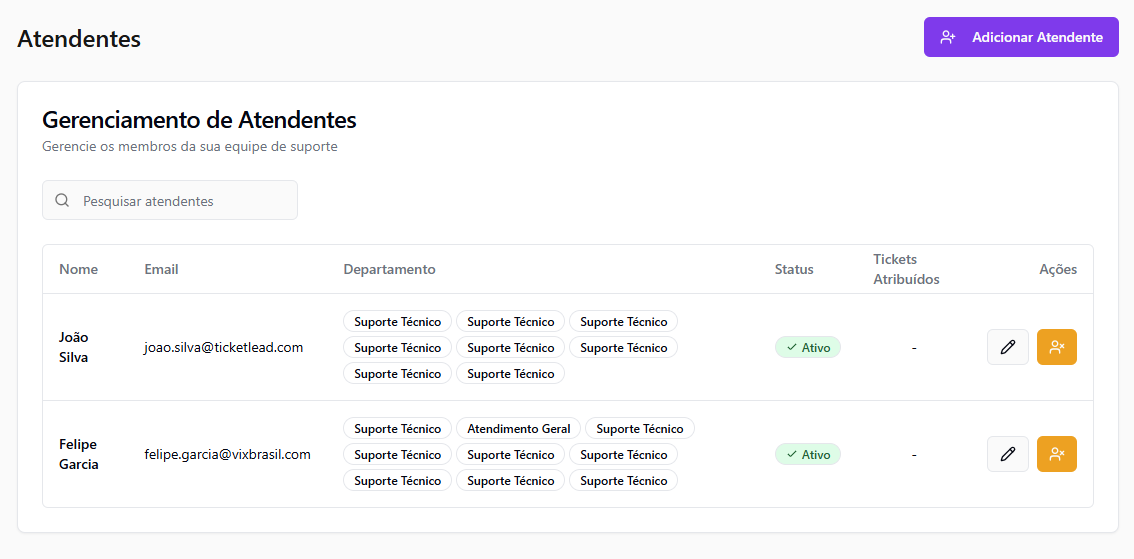 Atendentes
Adicionar Atendente
Gerenciamento de Atendentes
Gerencie os membros da sua equipe de suporte
Pesquisar atendentes
Nome Email Departamento Status Tickets Atribuídos Ações
João Silva
joao.silva@ticketlead.com
Suporte Técnico Suporte Técnico Suporte Técnico
Suporte Técnico Suporte Técnico Suporte Técnico
Suporte Técnico Suporte Técnico
Ativo
-
Felipe Garcia
felipe.garcia@vixbrasil.com
Suporte Técnico Atendimento Geral Suporte Técnico
Suporte Técnico Suporte Técnico Suporte Técnico
Suporte Técnico Suporte Técnico Suporte Técnico
Ativo
-